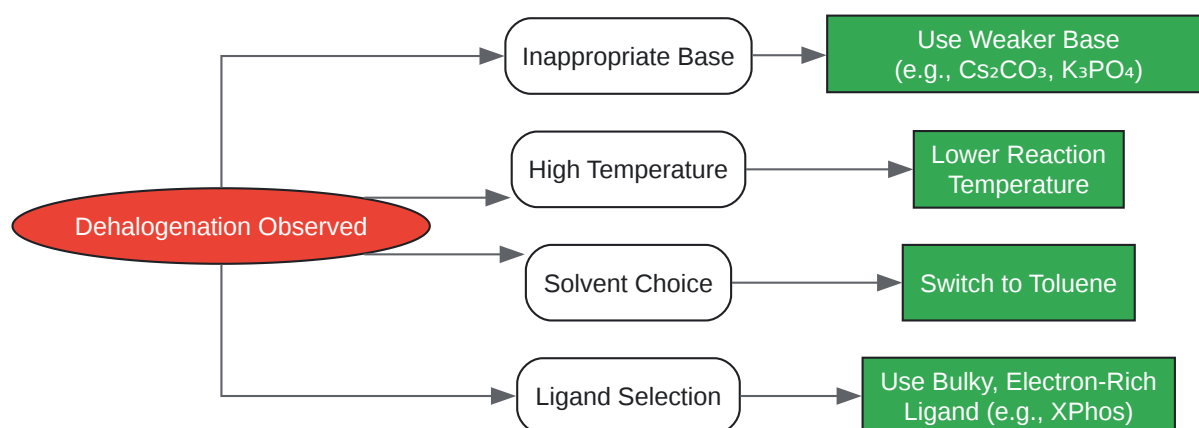 Inappropriate Base
Use Weaker Base
(e.g., Cs₂CO₃, K₃PO₄)
High Temperature
Lower Reaction
Temperature
Dehalogenation Observed
Solvent Choice
Switch to Toluene
Ligand Selection
Use Bulky, Electron-Rich
Ligand (e.g., XPhos)